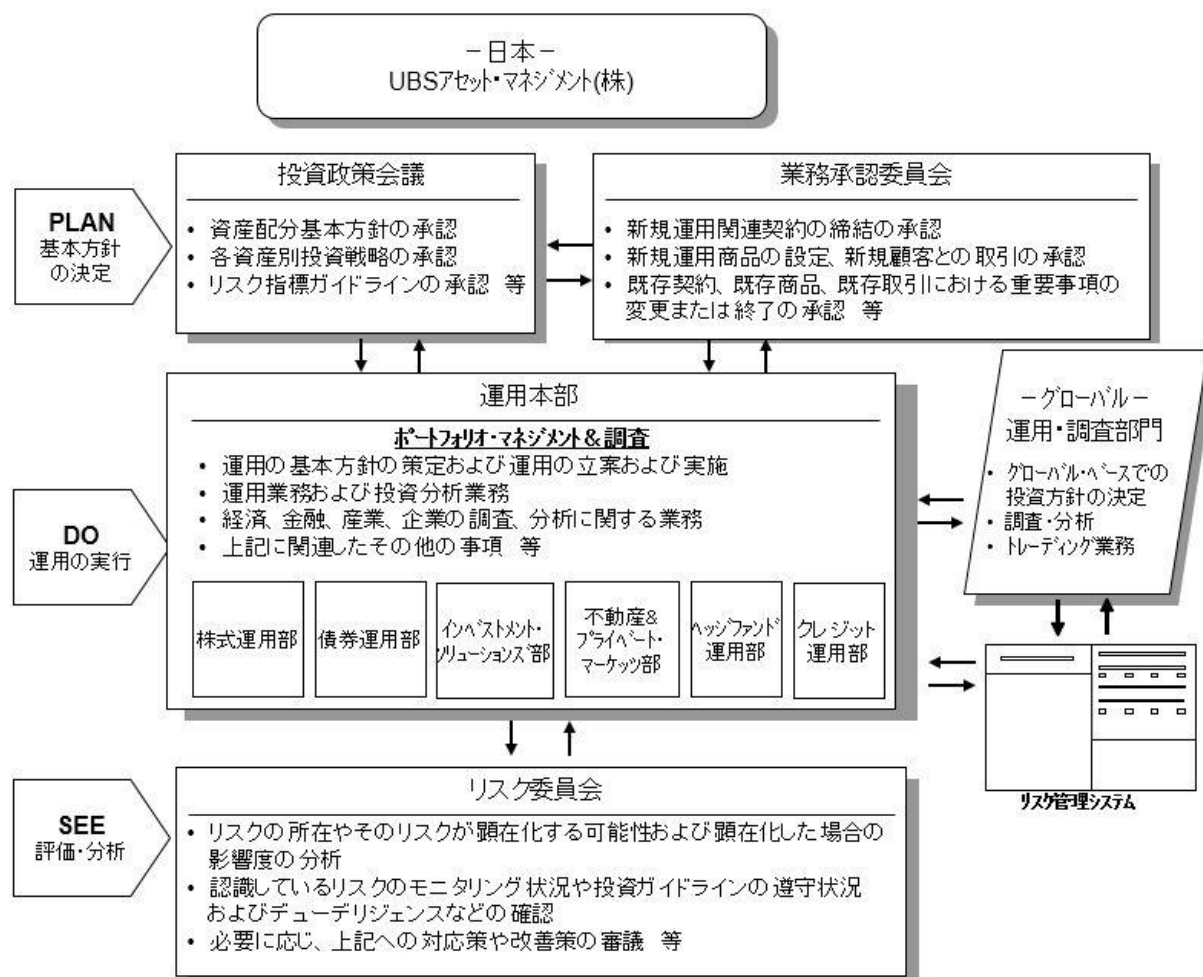 －日本－
UBSアセット・マネジメント(株)
PLAN
基本方針
の決定
投資政策会議
• 資産配分基本方針の承認
• 各資産別投資戦略の承認
• リスク指標ガイドラインの承認 等
業務承認委員会
• 新規運用関連契約の締結の承認
• 新規運用商品の設定、新規顧客との取引の承認
• 既存契約、既存商品、既存取引における重要事項の
変更または終了の承認 等
DO
運用の実行
運用本部
ポートフォリオ・マネジメント＆調査
• 運用の基本方針の策定および運用の立案および実施
• 運用業務および投資分析業務
• 経済、金融、産業、企業の調査、分析に関する業務
• 上記に関連したその他の事項 等
株式運用部
債券運用部
インベストメント・
ソリューションズ部
不動産&
プライベート・
マーケッツ部
ヘッジファンド
運用部
クレジット
運用部
－グローバル－
運用・調査部門
• グローバル・ベースでの
投資方針の決定
• 調査・分析
• トレーディング業務
リスク管理システム
SEE
評価・分析
リスク委員会
• リスクの所在やそのリスクが顕在化する可能性および顕在化した場合の
影響度の分析
• 認識しているリスクのモニタリング状況や投資ガイドラインの遵守状況
およびデューデリジェンスなどの確認
• 必要に応じ、上記への対応策や改善策の審議 等